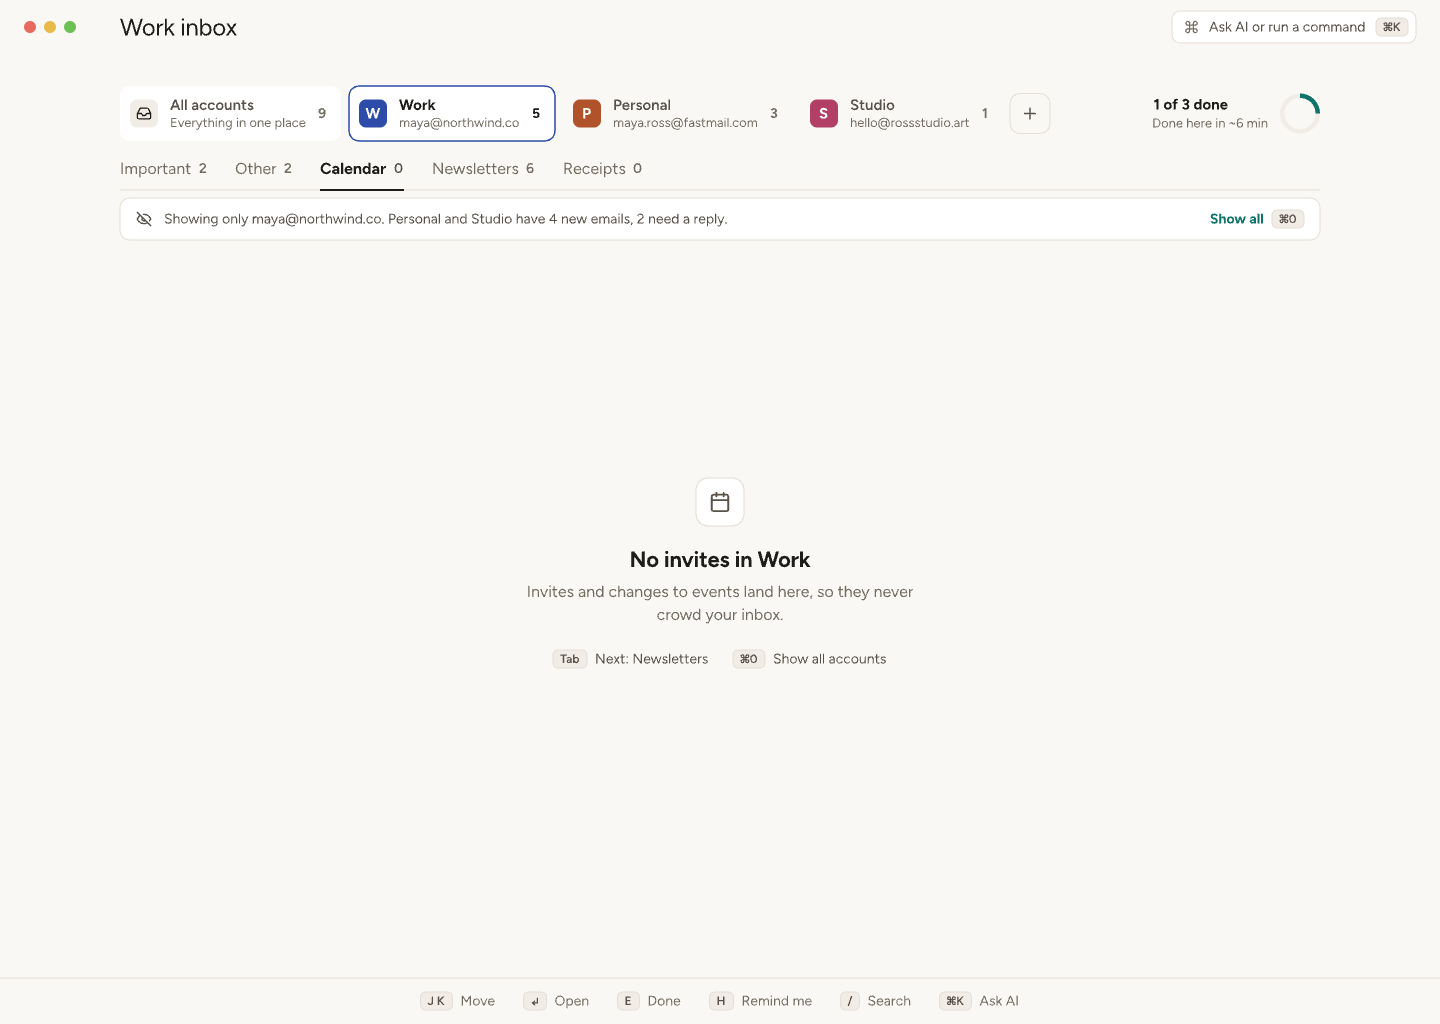 Work inbox
⌘ Ask AI or run a command ⌘K
All accounts
Everything in one place
9
W
Work
maya@northwind.co
5
P
Personal
maya.ross@fastmail.com
3
S
Studio
hello@rossstudio.art
1
+
1 of 3 done
Done here in ~6 min
Important 2
Other 2
Calendar 0
Newsletters 6
Receipts 0
Showing only maya@northwind.co. Personal and Studio have 4 new emails, 2 need a reply.
Show all ⌘0
No invites in Work
Invites and changes to events land here, so they never
crowd your inbox.
Tab Next: Newsletters ⌘0 Show all accounts
J K Move ↵ Open E Done H Remind me / Search ⌘K Ask AI